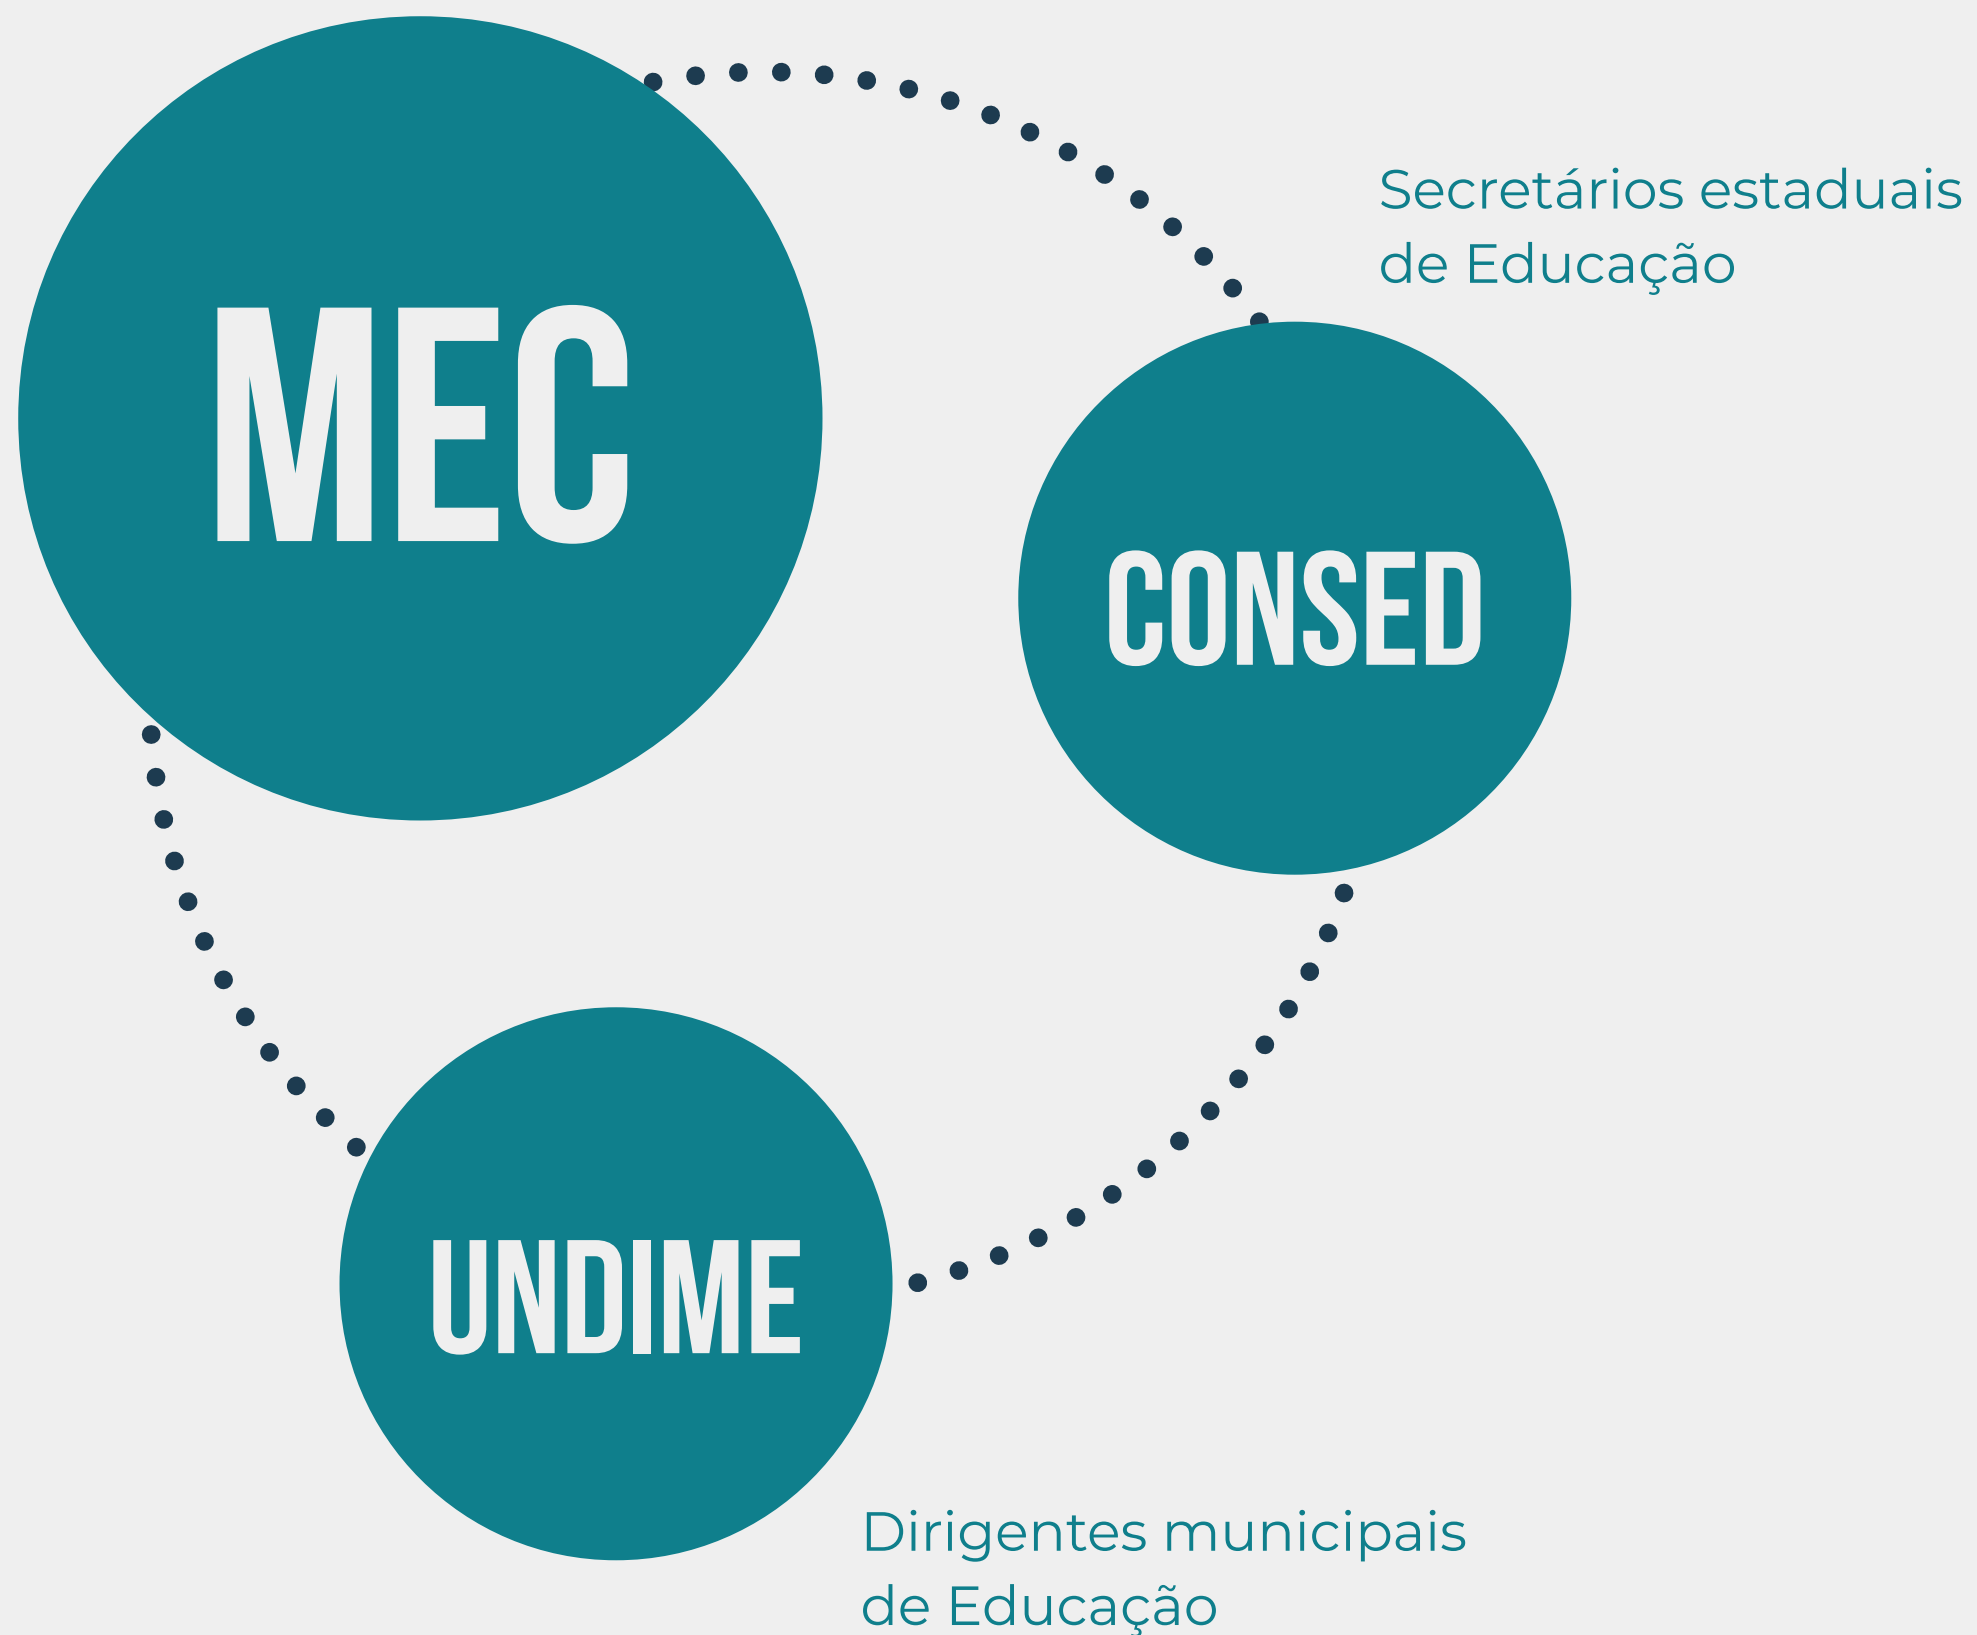 MEC
Secretários estaduais
de Educação
CONSED
UNDIME
Dirigentes municipais
de Educação